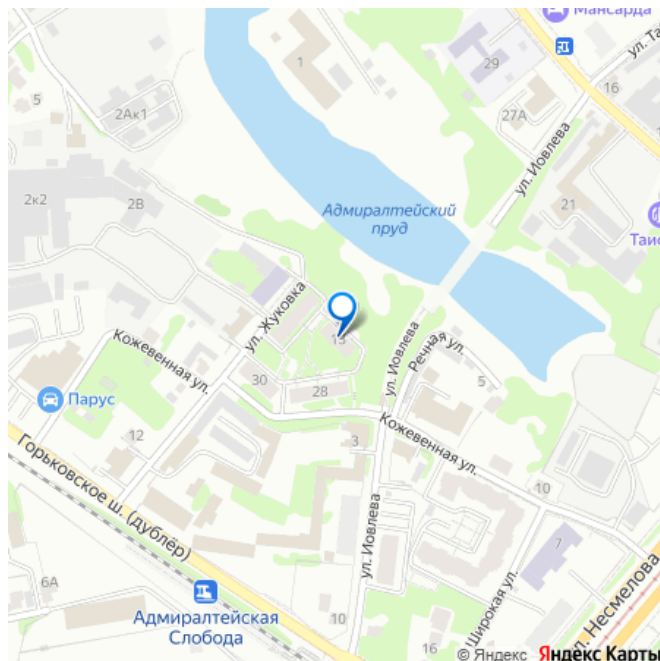 Мансарда
ул. Та
1
29
16
5
2Ак1
27А
ул. Иовлева
2к2
2В
Адмиралтейский
пруд
21
Таис
ул. Жуковка
Кожевенная ул.
ул. Иовлева
Речная ул.
5
30
28
Парус
12
3
Кожевенная ул.
Горьковское ш. (дублёр)
10
7
ул. Иовлева
6А
Адмиралтейская
Слобода
10
16
Широкая ул.
ул. Несмелова
© Яндекс Яндекс Карты